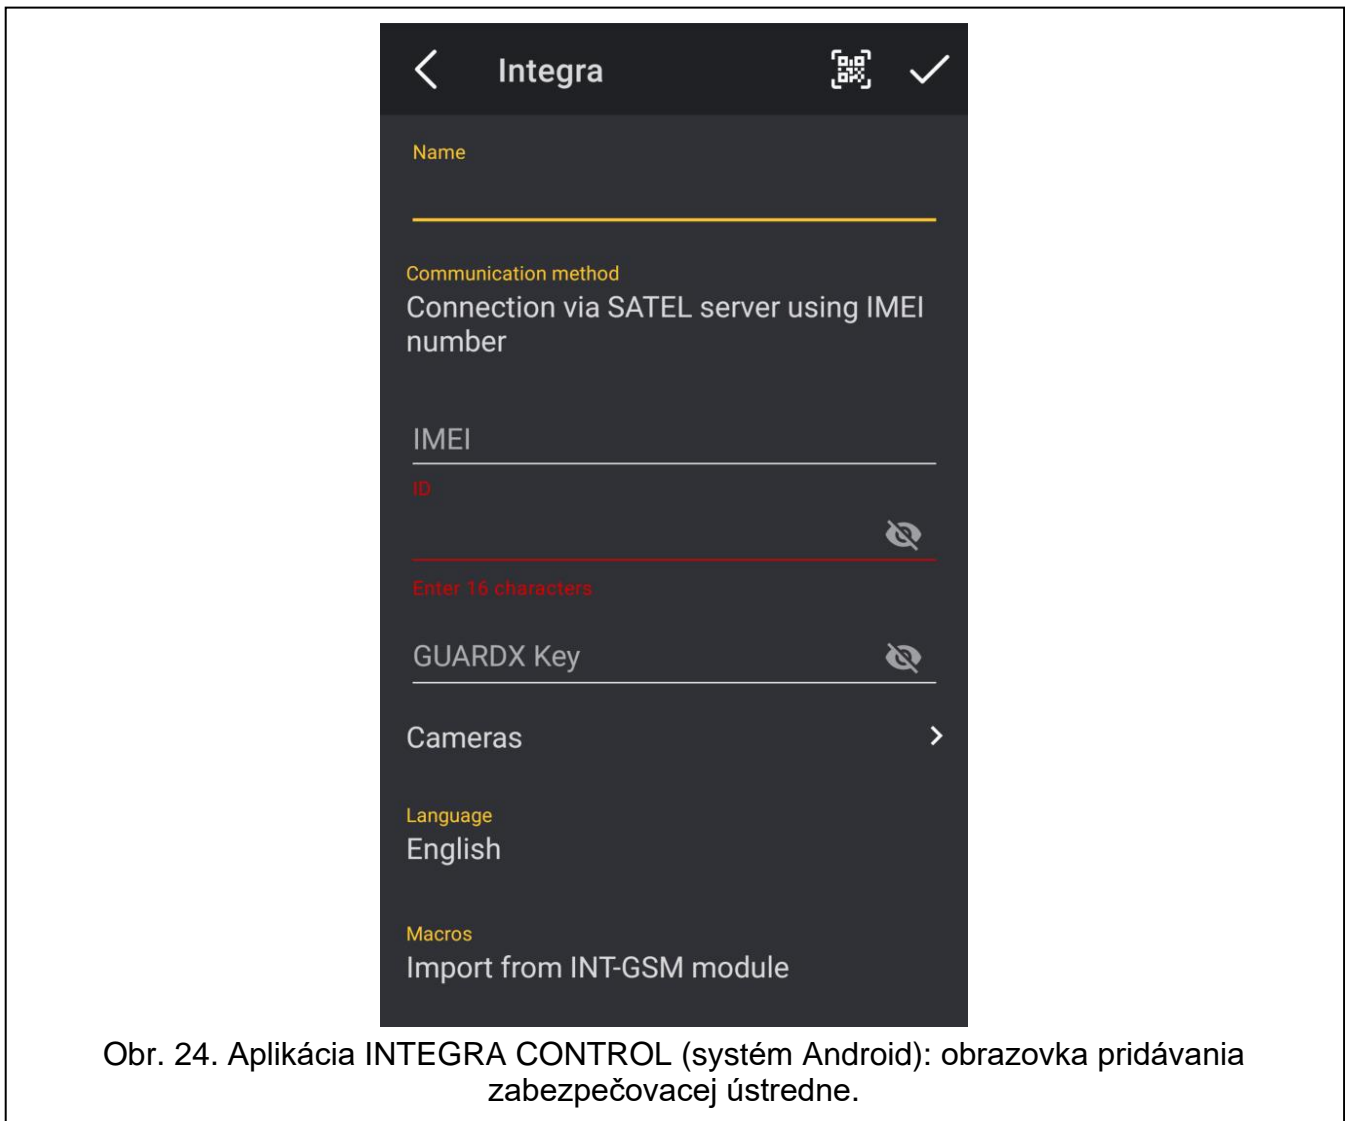 Integra
Name
Communication method
Connection via SATEL server using IMEI
number
IMEI
ID
Enter 16 characters
GUARDX Key
Cameras
Language
English
Macros
Import from INT-GSM module
Obr. 24. Aplikácia INTEGRA CONTROL (systém Android): obrazovka pridávania
zabezpečovacej ústredne.